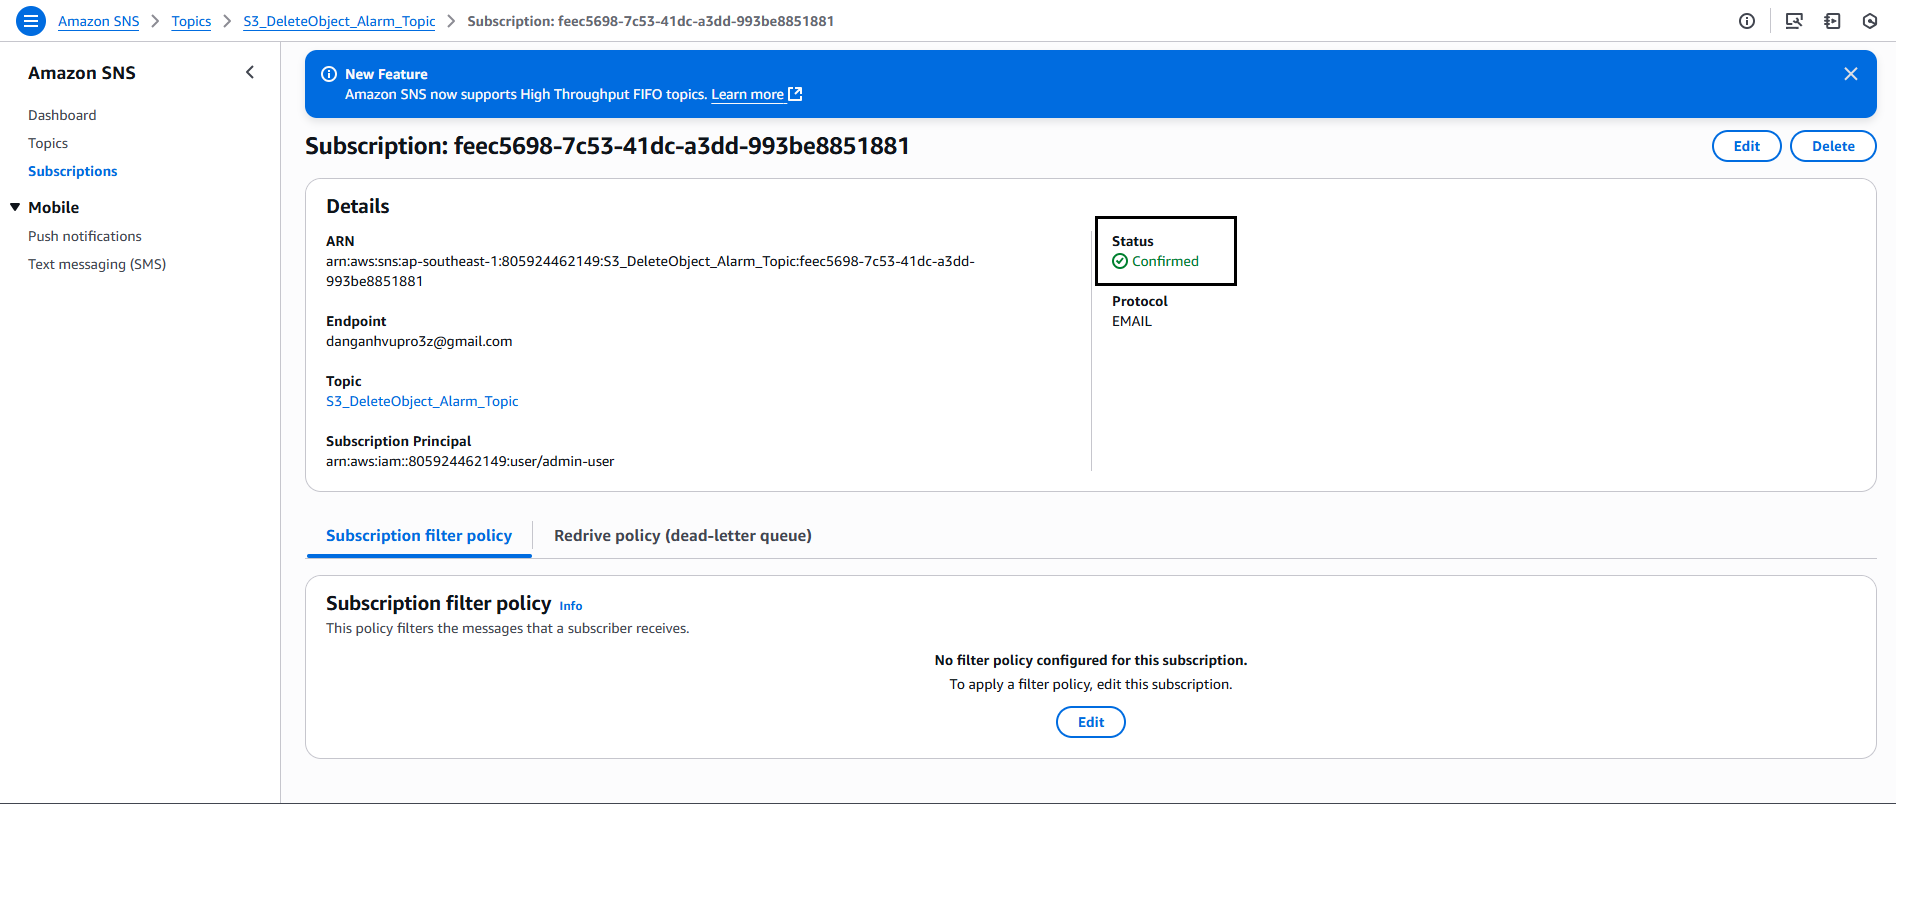 Amazon SNS > Topics > S3_DeleteObject_Alarm_Topic > Subscription: feec5698-7c53-41dc-a3dd-993be8851881
Amazon SNS
Dashboard
Topics
Subscriptions
Mobile
Push notifications
Text messaging (SMS)
New Feature
Amazon SNS now supports High Throughput FIFO topics. Learn more
Subscription: feec5698-7c53-41dc-a3dd-993be8851881
Edit
Delete
Details
ARN
arn:aws:sns:ap-southeast-1:805924462149:S3_DeleteObject_Alarm_Topic:feec5698-7c53-41dc-a3dd-
993be8851881
Endpoint
danganhvupro3z@gmail.com
Topic
S3_DeleteObject_Alarm_Topic
Subscription Principal
arn:aws:iam::805924462149:user/admin-user
Status
Confirmed
Protocol
EMAIL
Subscription filter policy
Redrive policy (dead-letter queue)
Subscription filter policy Info
This policy filters the messages that a subscriber receives.
No filter policy configured for this subscription.
To apply a filter policy, edit this subscription.
Edit